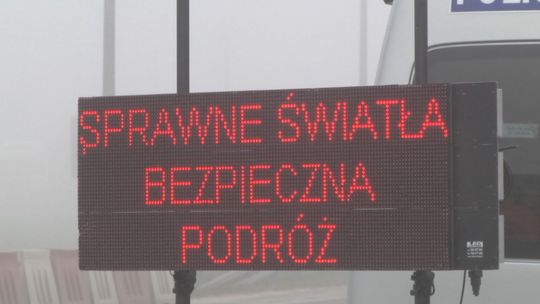 SPRAWNE ŚWIATŁA
BEZPIECZNA
PODRÓŻ